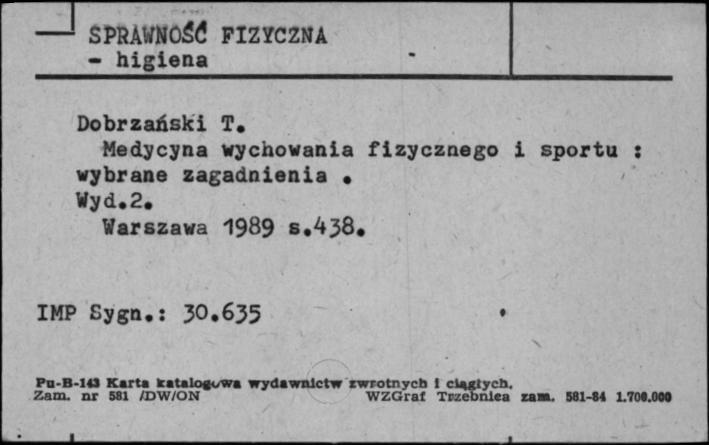 SPRAWNOŚĆ FIZYCZNA
- higiena
Dobrzański T.
Medycyna wychowania fizycznego i sportu :
wybrane zagadnienia .
Wyd.2.
Warszawa 1989 s.438.
IMP Sygn.: 30.635
Pu-B-143 Karta katalogowa wydawnictw zwrotnych i ciągłych.
Zam. nr 581 /DW/ON WZGraf Trzebnica zam. 581-84 1.700.000